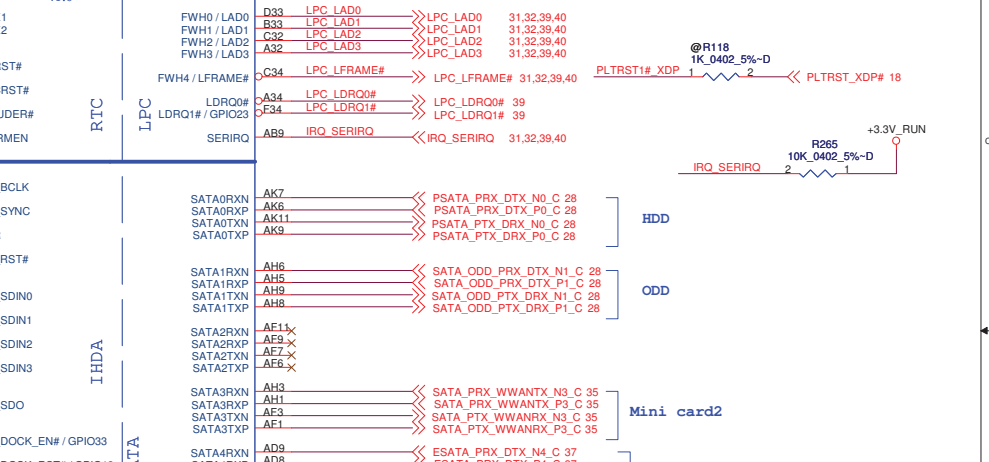 FWH0 / LAD0 D33 LPC_LAD0 LPC_LAD0 31,32,39,40
FWH1 / LAD1 B33 LPC_LAD1 LPC_LAD1 31,32,39,40
FWH2 / LAD2 C32 LPC_LAD2 LPC_LAD2 31,32,39,40
FWH3 / LAD3 A32 LPC_LAD3 LPC_LAD3 31,32,39,40
RST#
FWH4 / LFRAME# C34 LPC_LFRAME# LPC_LFRAME# 31,32,39,40
@R118
1K_0402_5%~D
PLTRST1#_XDP 1 2 PLTRST_XDP# 18
RTC
LPC
LDRQ0# A34 LPC_LDRQ0# LPC_LDRQ0# 39
LDRQ1# / GPIO23 F34 LPC_LDRQ1# LPC_LDRQ1# 39
UDER#
RMEN
SERIRQ AB9 IRQ_SERIRQ IRQ_SERIRQ 31,32,39,40
+3.3V_RUN
R265
10K_0402_5%~D
IRQ_SERIRQ 2 1
BCLK
SYNC
SATA0RXN AK7 PSATA_PRX_DTX_N0_C 28
SATA0RXP AK6 PSATA_PRX_DTX_P0_C 28
SATA0TXN AK11 PSATA_PTX_DRX_N0_C 28
SATA0TXP AK9 PSATA_PTX_DRX_P0_C 28
HDD
RST#
SATA1RXN AH6 SATA_ODD_PRX_DTX_N1_C 28
SATA1RXP AH5 SATA_ODD_PRX_DTX_P1_C 28
SATA1TXN AH9 SATA_ODD_PTX_DRX_N1_C 28
SATA1TXP AH8 SATA_ODD_PTX_DRX_P1_C 28
ODD
SDIN0
SDIN1
SDIN2
SDIN3
IHDA
SATA2RXN AF11
SATA2RXP AF9
SATA2TXN AF7
SATA2TXP AF6
SATA3RXN AH3 SATA_PRX_WWANTX_N3_C 35
SATA3RXP AH1 SATA_PRX_WWANTX_P3_C 35
SATA3TXN AF3 SATA_PTX_WWANRX_N3_C 35
SATA3TXP AF1 SATA_PTX_WWANRX_P3_C 35
Mini card2
SDO
DOCK_EN# / GPIO33
ATA
SATA4RXN AD9 ESATA_PRX_DTX_N4_C 37
AD8